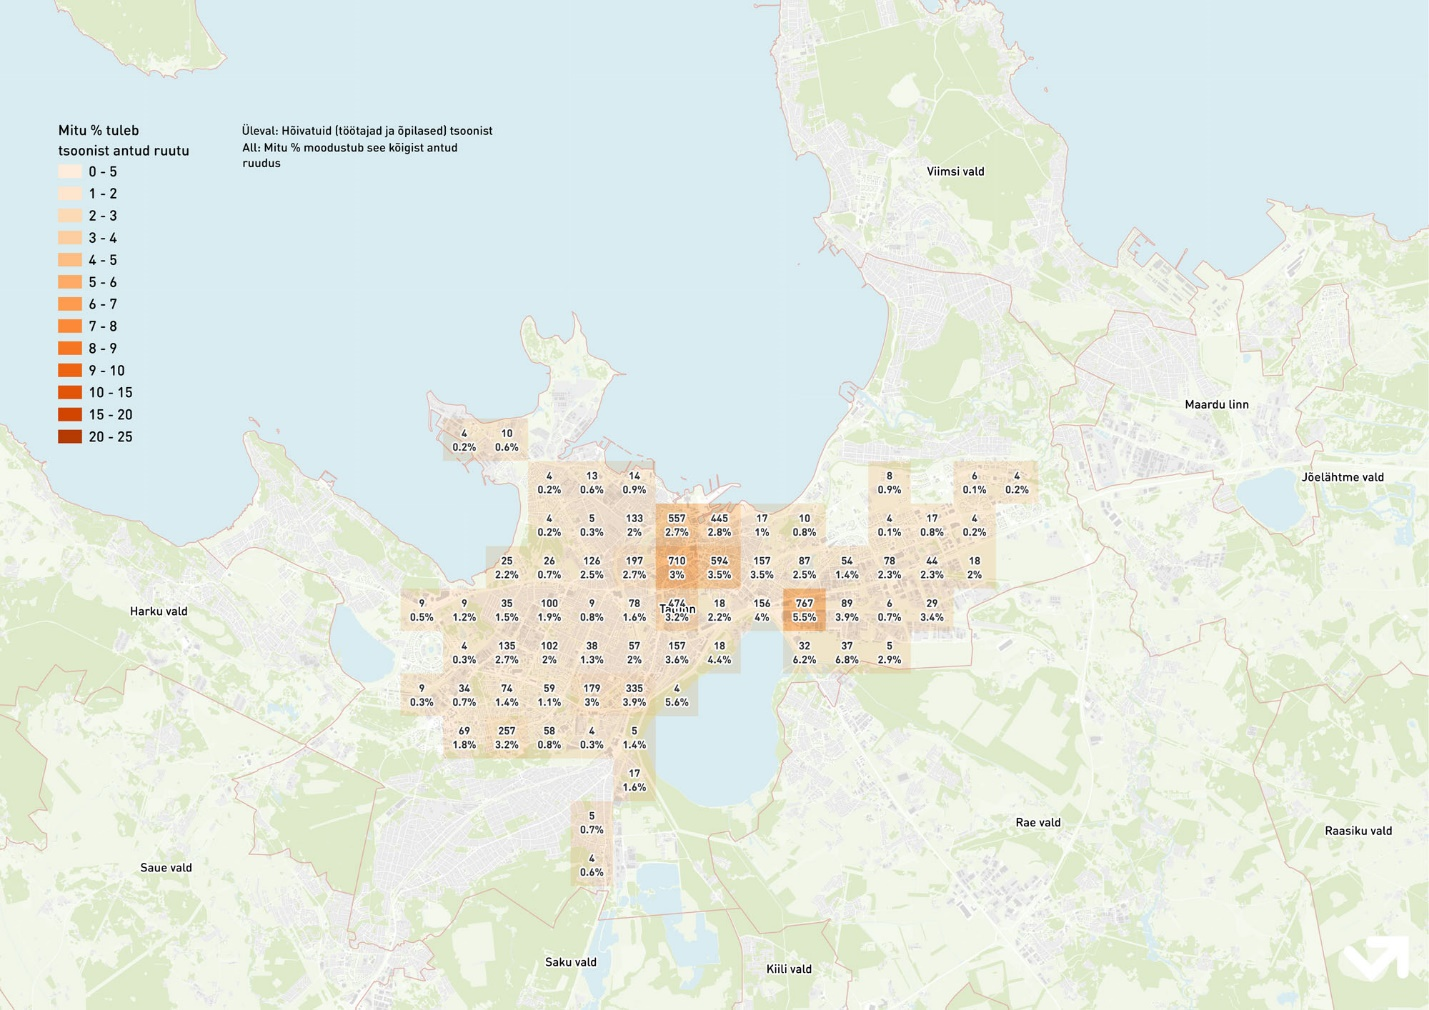 Mitu % tuleb
tsoonist antud ruutu
0 - 5
1 - 2
2 - 3
3 - 4
4 - 5
5 - 6
6 - 7
7 - 8
8 - 9
9 - 10
10 - 15
15 - 20
20 - 25
Üleval: Hõivatuid (töötajad ja õpilased) tsoonist
All: Mitu % moodustub see kõigist antud
ruudus
Viimsi vald
Maardu linn
Jõelähtme vald
4 10
0.2% 0.6%
4 13 14 8 6 4
0.2% 0.6% 0.9% 0.9% 0.1% 0.2%
4 5 133 557 445 17 10 4 17 4
0.2% 0.3% 2% 2.7% 2.8% 1% 0.8% 0.1% 0.8% 0.2%
25 26 126 197 710 594 157 87 54 78 44 18
2.2% 0.7% 2.5% 2.7% 3% 3.5% 3.5% 2.5% 1.4% 2.3% 2.3% 2%
Harku vald
9 9 35 100 9 78 474 18 156 767 89 6 29
Tallinn
0.5% 1.2% 1.5% 1.9% 0.8% 1.6% 3.2% 2.2% 4% 5.5% 3.9% 0.7% 3.4%
4 135 102 38 57 157 18 32 37 5
0.3% 2.7% 2% 1.3% 2% 3.6% 4.4% 6.2% 6.8% 2.9%
9 34 74 59 179 335 4
0.3% 0.7% 1.4% 1.1% 3% 3.9% 5.6%
69 257 58 4 5
1.8% 3.2% 0.8% 0.3% 1.4%
17
1.6%
5
0.7%
4
0.6%
Rae vald
Raasiku vald
Saue vald
Saku vald
Kiili vald